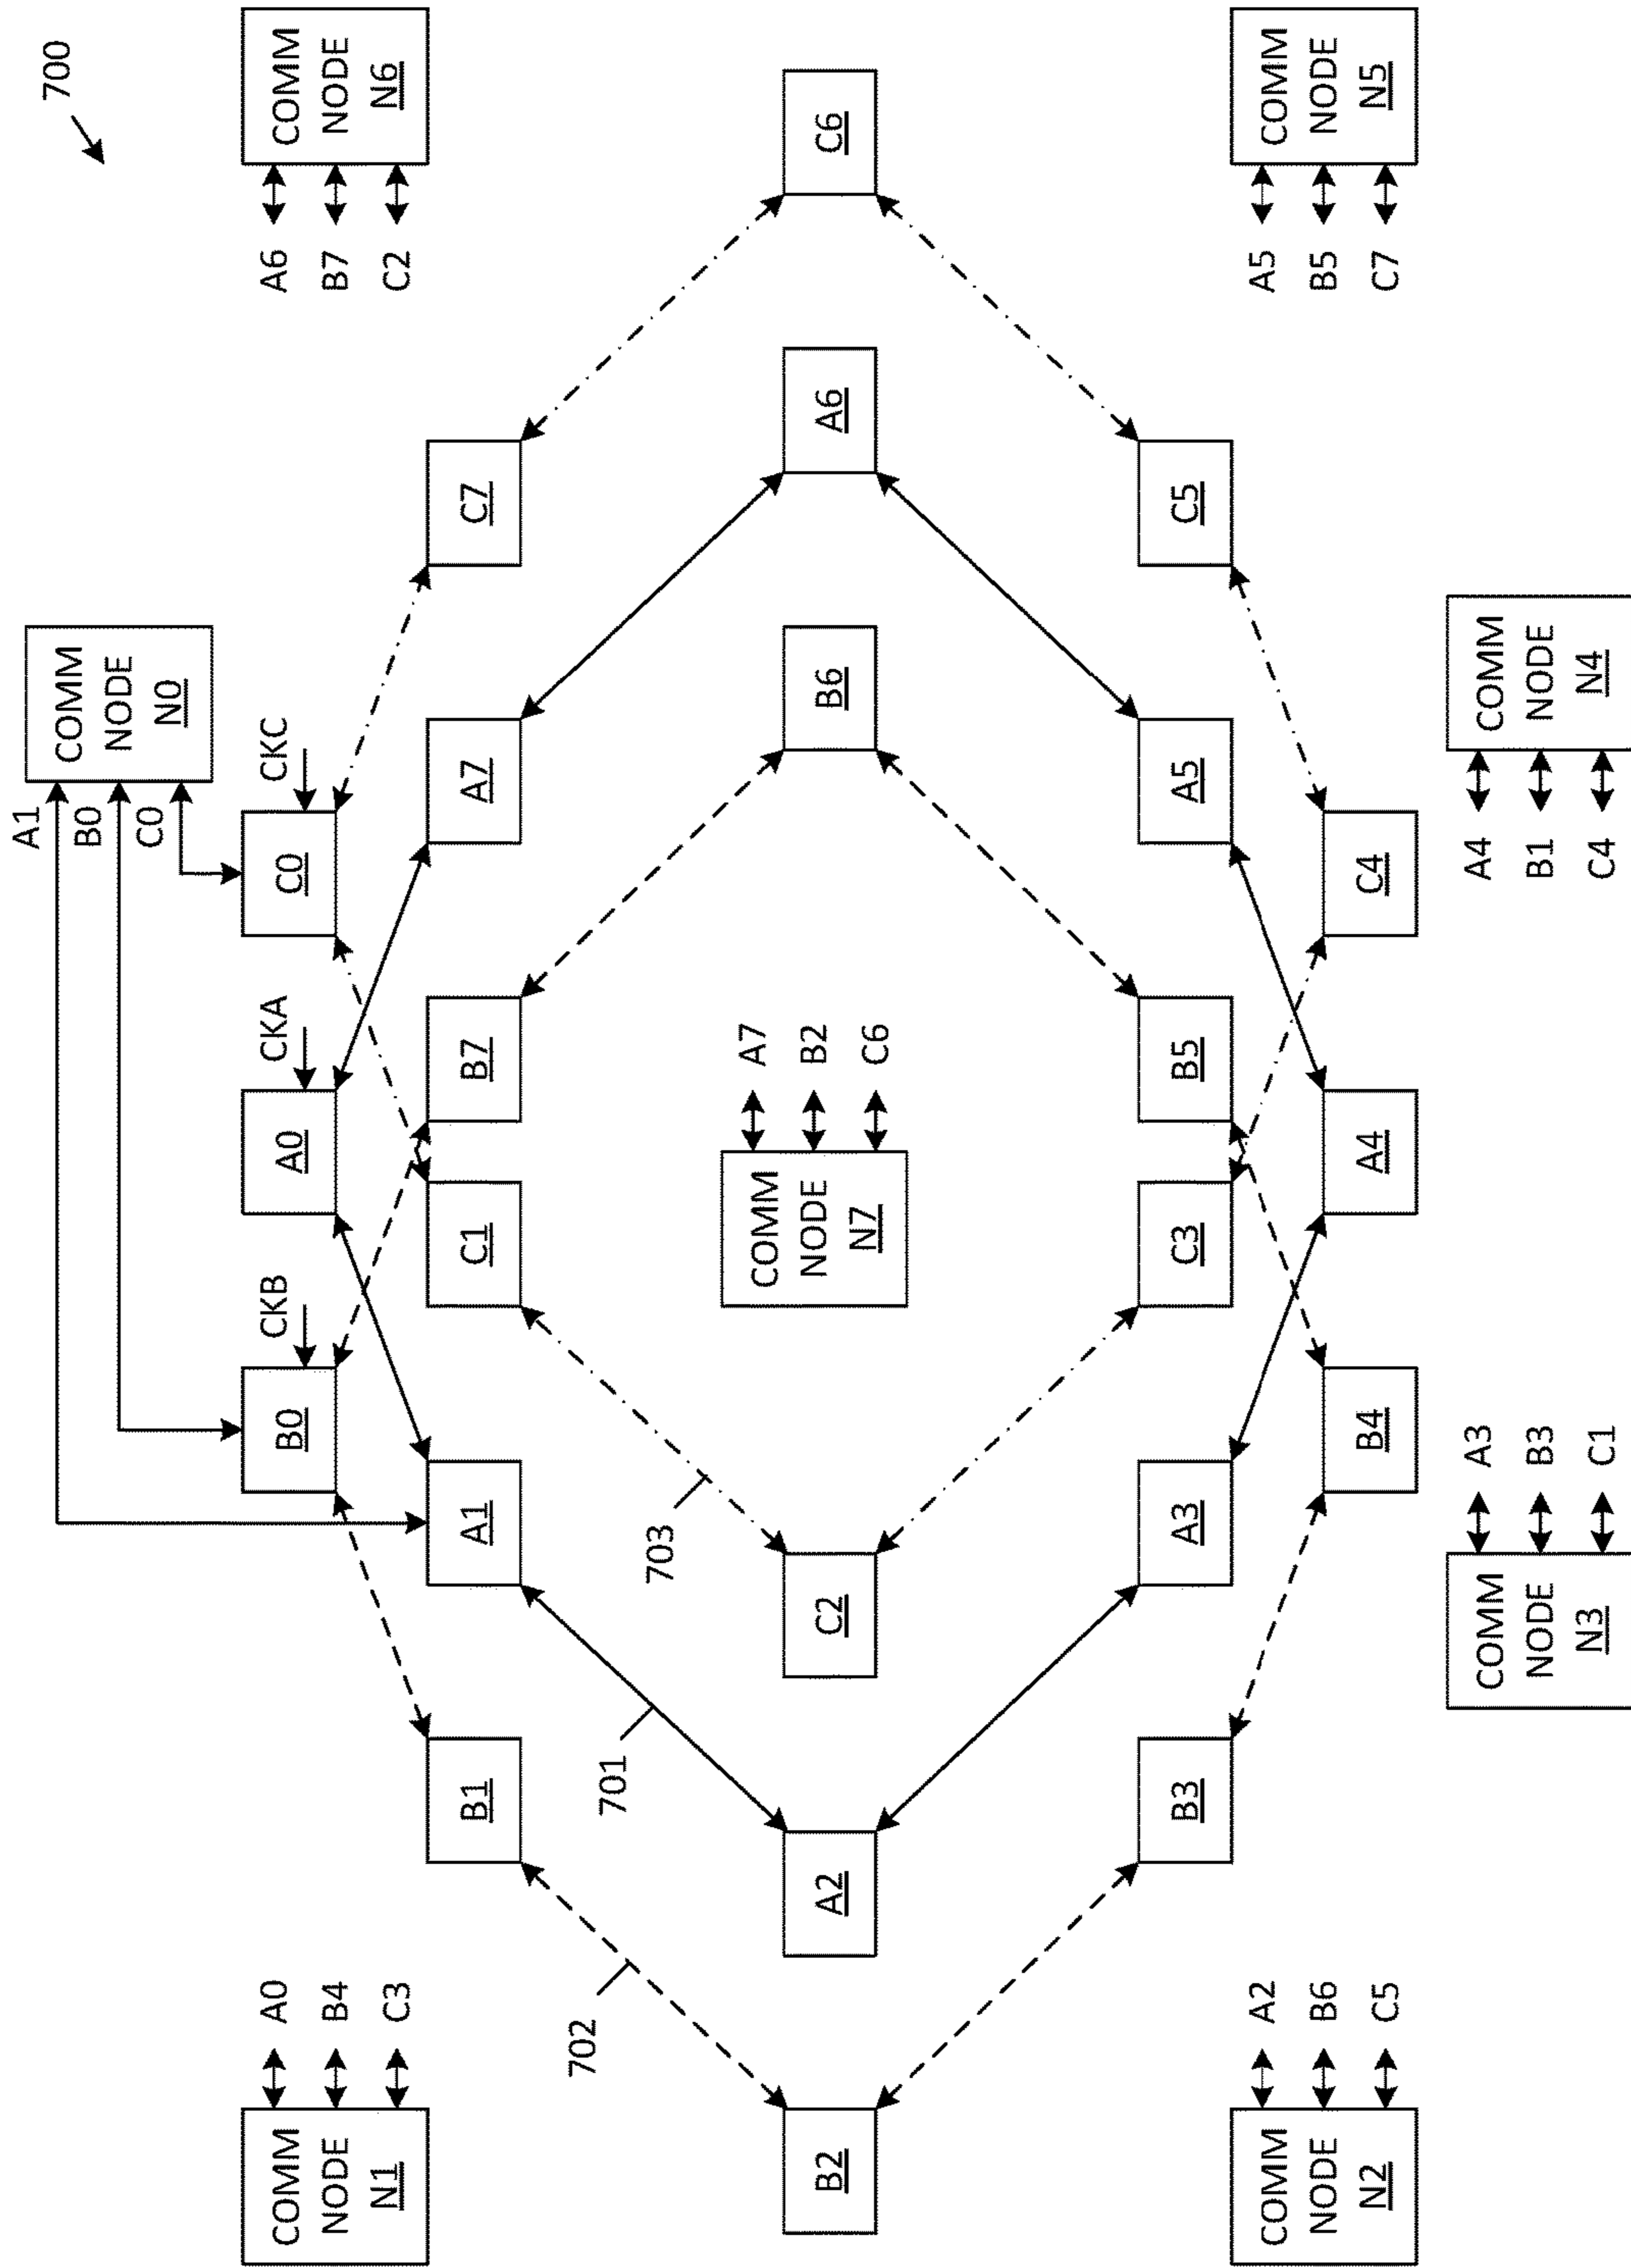 700
COMM
NODE
N0
A1
B0
C0
COMM
NODE
N1
A0
B4
C3
B0
CKB
A0
CKA
C0
CKC
COMM
NODE
N6
A6
B7
C2
B1
A1
C1
B7
A7
C7
702
701
703
B2
A2
C2
COMM
NODE
N7
A7
B2
C6
B6
A6
C6
B3
A3
C3
B5
A5
C5
COMM
NODE
N2
A2
B6
C5
B4
A4
C4
COMM
NODE
N5
A5
B5
C7
COMM
NODE
N3
A3
B3
C1
COMM
NODE
N4
A4
B1
C4